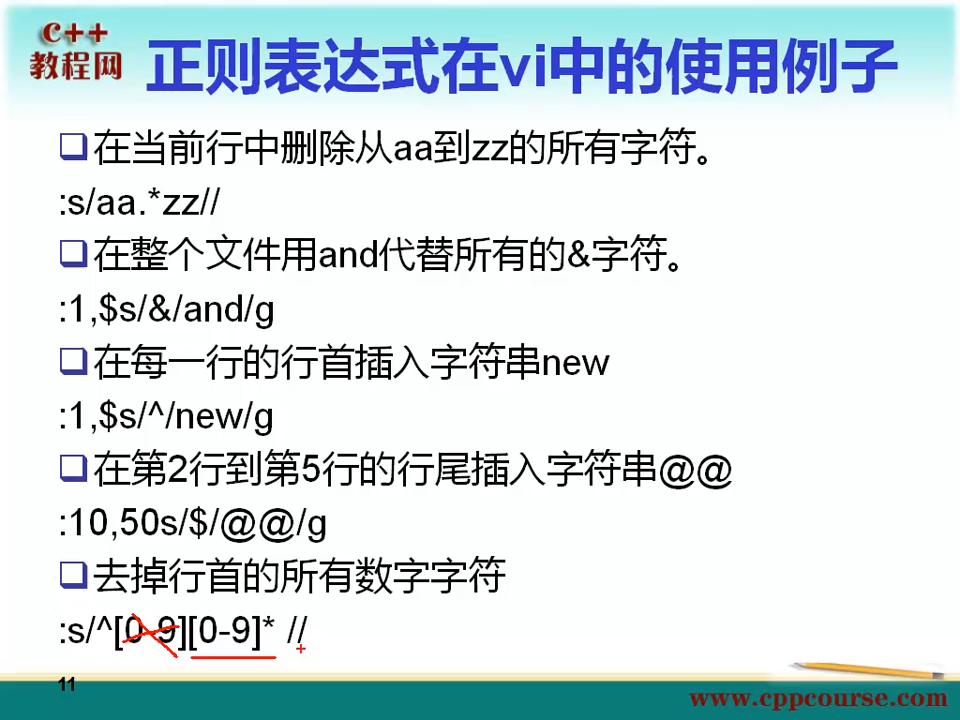 c++
教程网
正则表达式在vi中的使用例子
在当前行中删除从aa到zz的所有字符。
:s/aa.*zz//
在整个文件用and代替所有的&字符。
:1,$s/&/and/g
在每一行的行首插入字符串new
:1,$s/^/new/g
在第2行到第5行的行尾插入字符串@@
:10,50s/$/@@/g
去掉行首的所有数字字符
:s/^[0-9][0-9]* //
11
www.cppcourse.com